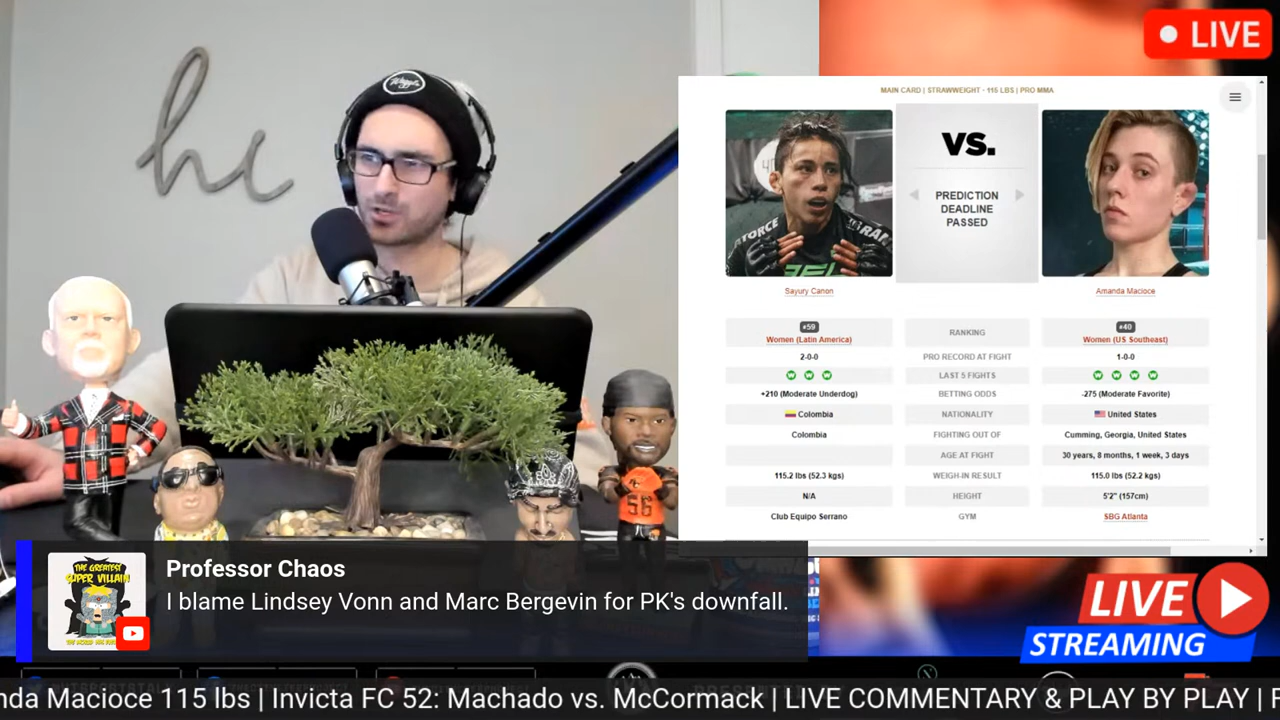 LIVE
hi
MAIN CARD | STRAWWEIGHT · 115 LBS | PRO MMA
VS.
PREDICTION
DEADLINE
PASSED
Sayury Canon
Amanda Macioce
#59
Women (Latin America)
RANKING
#40
Women (US Southeast)
2-0-0
PRO RECORD AT FIGHT
1-0-0
W W W
LAST 5 FIGHTS
W W W W
+210 (Moderate Underdog)
BETTING ODDS
-275 (Moderate Favorite)
Colombia
NATIONALITY
United States
Colombia
FIGHTING OUT OF
Cumming, Georgia, United States
AGE AT FIGHT
30 years, 8 months, 1 week, 3 days
115.2 lbs (52.3 kgs)
WEIGH-IN RESULT
115.0 lbs (52.2 kgs)
N/A
HEIGHT
5'2" (157cm)
Club Equipo Serrano
GYM
SBG Atlanta
56
THE GREATEST
SUPER VILLAIN
Professor Chaos
I blame Lindsey Vonn and Marc Bergevin for PK's downfall.
LIVE
STREAMING
nda Macioce 115 lbs | Invicta FC 52: Machado vs. McCormack | LIVE COMMENTARY & PLAY BY PLAY | F